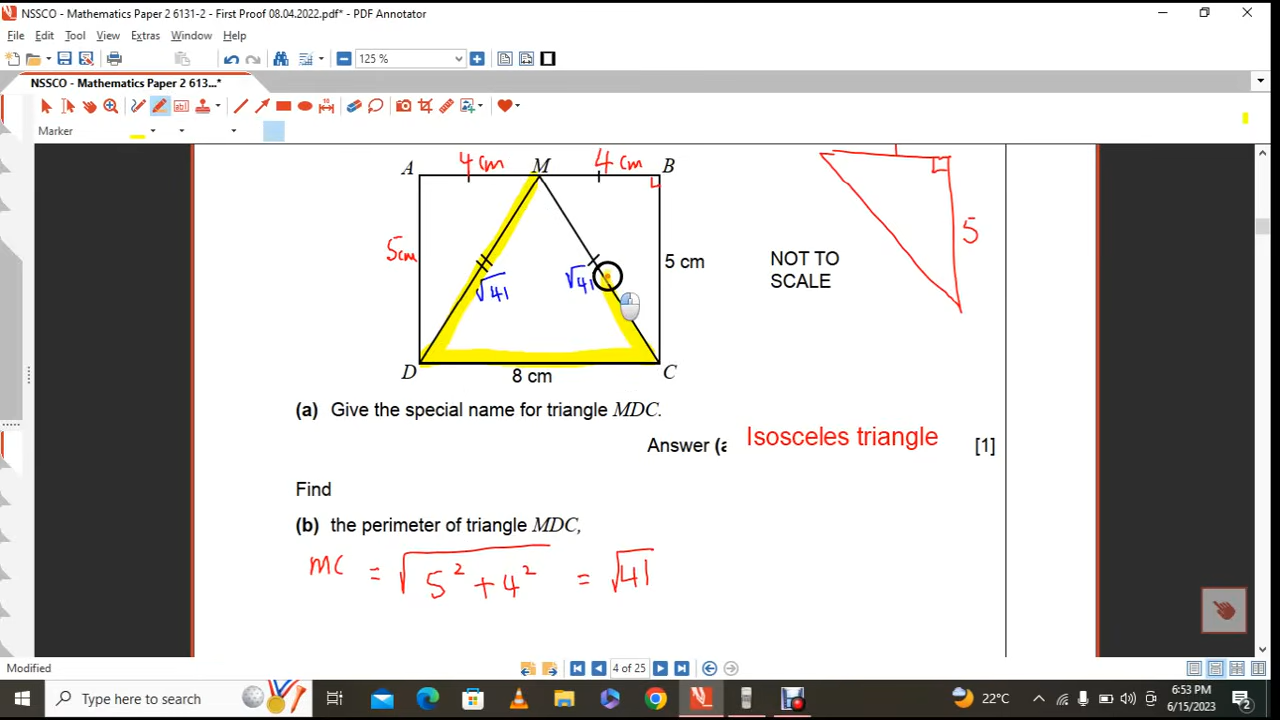 NSSCO - Mathematics Paper 2 6131-2 - First Proof 08.04.2022.pdf* - PDF Annotator
File Edit Tool View Extras Window Help
125 %
NSSCO - Mathematics Paper 2 613...*
Marker
A 4 cm M 4 cm B
5cm
√41 √41
5 cm
5
NOT TO
SCALE
D 8 cm C
(a) Give the special name for triangle MDC.
Answer (a Isosceles triangle [1]
Find
(b) the perimeter of triangle MDC,
MC = √5² + 4² = √41
Modified
4 of 25
Type here to search
22°C
6:53 PM
6/15/2023
2